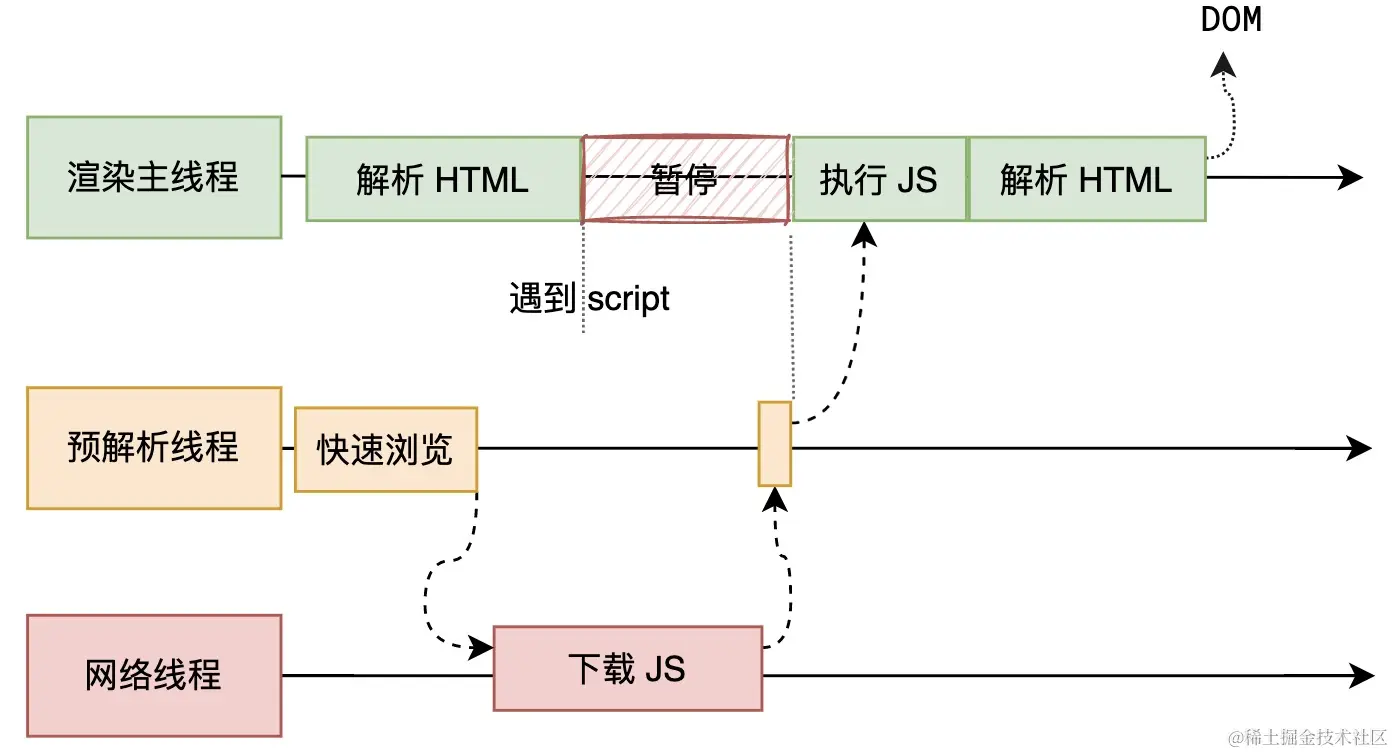 DOM
渲染主线程
解析 HTML
暂停
执行 JS
解析 HTML
遇到 script
预解析线程
快速浏览
网络线程
下载 JS
@稀土掘金技术社区